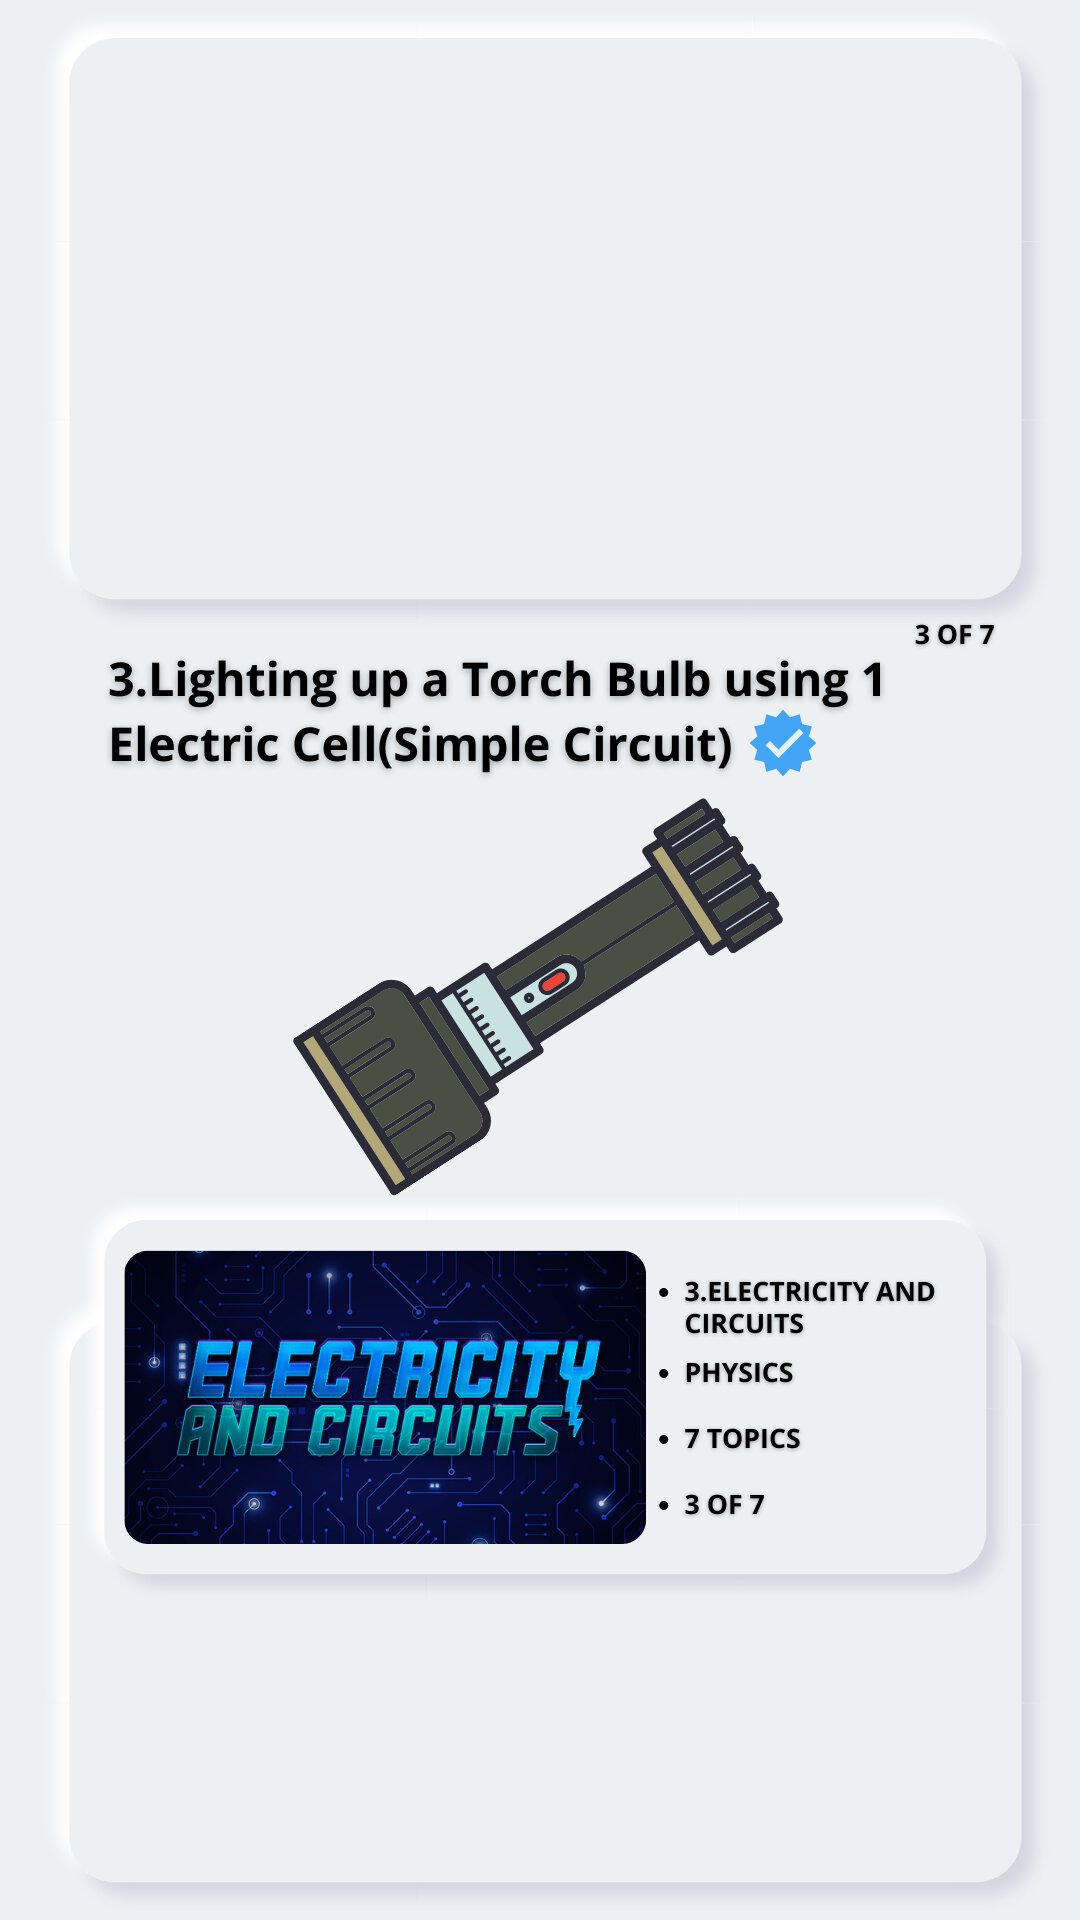 3 OF 7
3.Lighting up a Torch Bulb using 1
Electric Cell(Simple Circuit)
ELECTRICITY
AND CIRCUITS
• 3.ELECTRICITY AND
CIRCUITS
• PHYSICS
• 7 TOPICS
• 3 OF 7